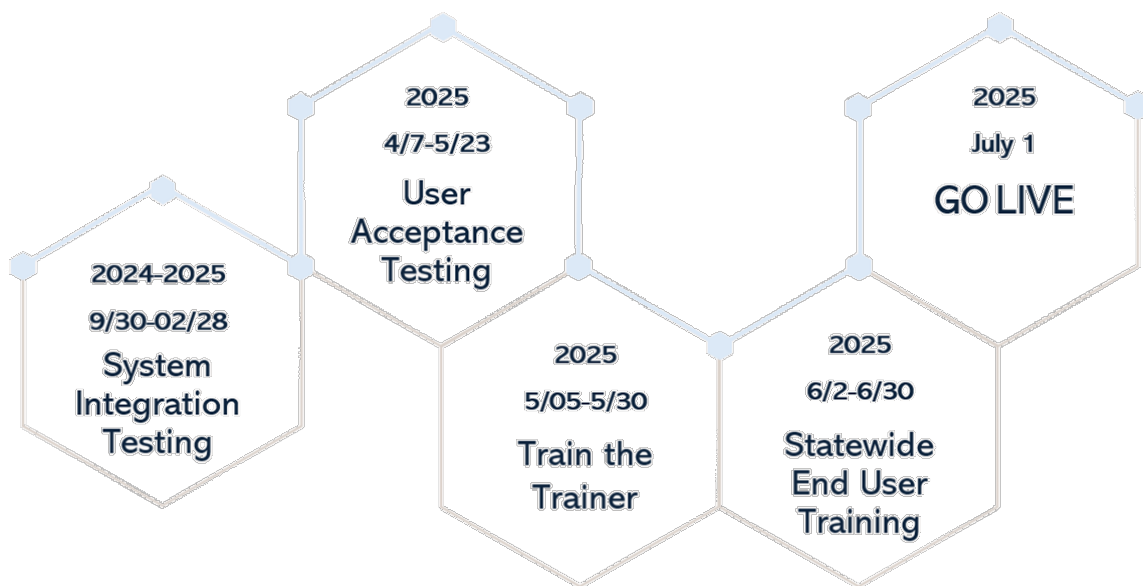 2024-2025
9/30-02/28
System
Integration
Testing
2025
4/7-5/23
User
Acceptance
Testing
2025
5/05-5/30
Train the
Trainer
2025
6/2-6/30
Statewide
End User
Training
2025
July 1
GO LIVE